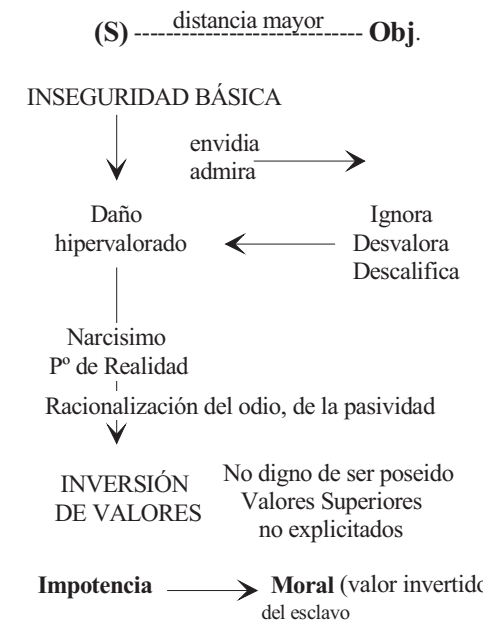 distancia mayor
(S) ---------------------------- Obj.
INSEGURIDAD BÁSICA
envidia
admira
Daño
hipervalorado
Ignora
Desvalora
Descalifica
Narcisimo
Pº de Realidad
Racionalización del odio, de la pasividad
INVERSIÓN
DE VALORES
No digno de ser poseido
Valores Superiores
no explicitados
Impotencia
Moral (valor invertido
del esclavo